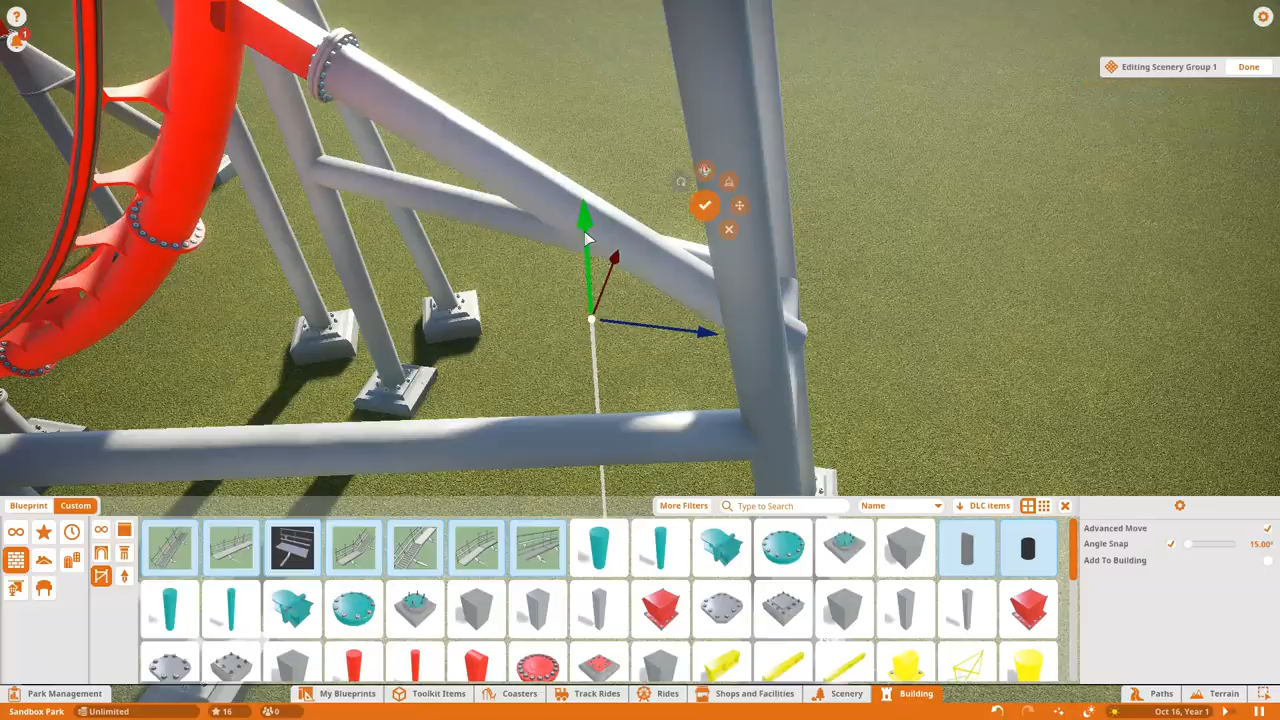 ?
1
Editing Scenery Group 1 Done
Blueprint Custom More Filters Type to Search Name DLC items
Advanced Move
Angle Snap 15.00°
Add To Building
Park Management My Blueprints Toolkit Items Coasters Track Rides Rides Shops and Facilities Scenery Building Paths Terrain
Sandbox Park Unlimited 16 0 Oct 16, Year 1